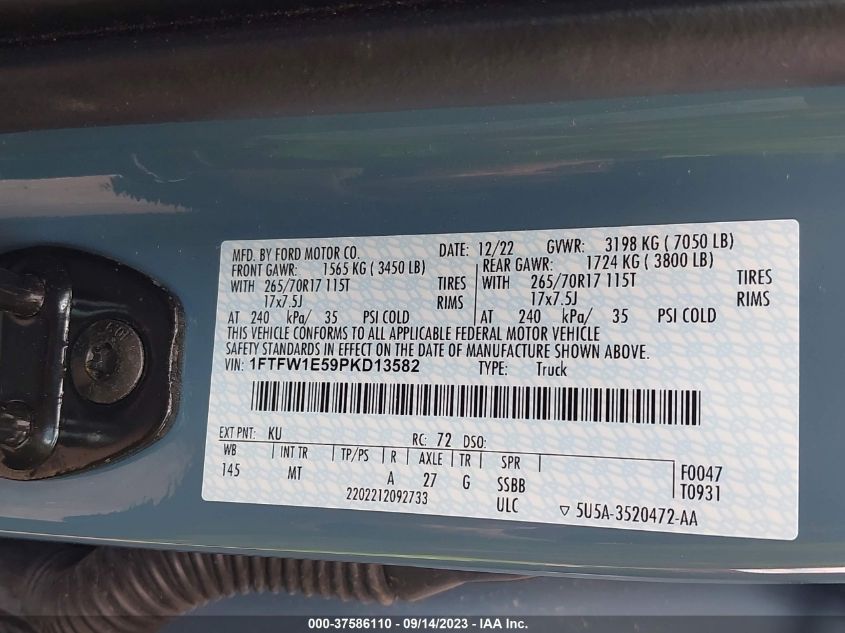 MFD. BY FORD MOTOR CO. DATE: 12/22 GVWR: 3198 KG ( 7050 LB)
FRONT GAWR: 1565 KG ( 3450 LB) REAR GAWR: 1724 KG ( 3800 LB)
WITH 265/70R17 115T TIRES WITH 265/70R17 115T TIRES
17x7.5J RIMS 17x7.5J RIMS
AT 240 kPa/ 35 PSI COLD AT 240 kPa/ 35 PSI COLD
THIS VEHICLE CONFORMS TO ALL APPLICABLE FEDERAL MOTOR VEHICLE
SAFETY STANDARDS IN EFFECT ON THE DATE OF MANUFACTURE SHOWN ABOVE.
VIN: 1FTFW1E59PKD13582 TYPE: Truck
EXT PNT: KU RC: 72 DSO:
WB INT TR TP/PS R AXLE TR SPR
145 MT A 27 G SSBB
ULC
F0047
T0931
2202212092733
▽ 5U5A-3520472-AA
000-37586110 - 09/14/2023 - IAA Inc.